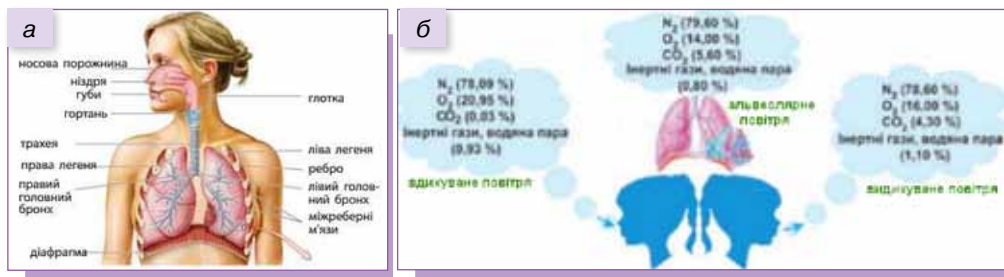 а
носова порожнина
ніздря
губи
гортань
трахея
права легеня
правий
головний
бронх
діафрагма
глотка
ліва легеня
ребро
лівий голов-
ний бронх
міжреберні
м'язи
б
N₂ (78,09 %)
O₂ (20,95 %)
CO₂ (0,03 %)
Інертні гази, водяна пара
(0,93 %)
вдихуване повітря
N₂ (79,60 %)
O₂ (14,00 %)
CO₂ (5,60 %)
Інертні гази, водяна пара
(0,80 %)
альвеолярне
повітря
N₂ (78,60 %)
O₂ (16,00 %)
CO₂ (4,30 %)
Інертні гази, водяна пара
(1,10 %)
видихуване повітря